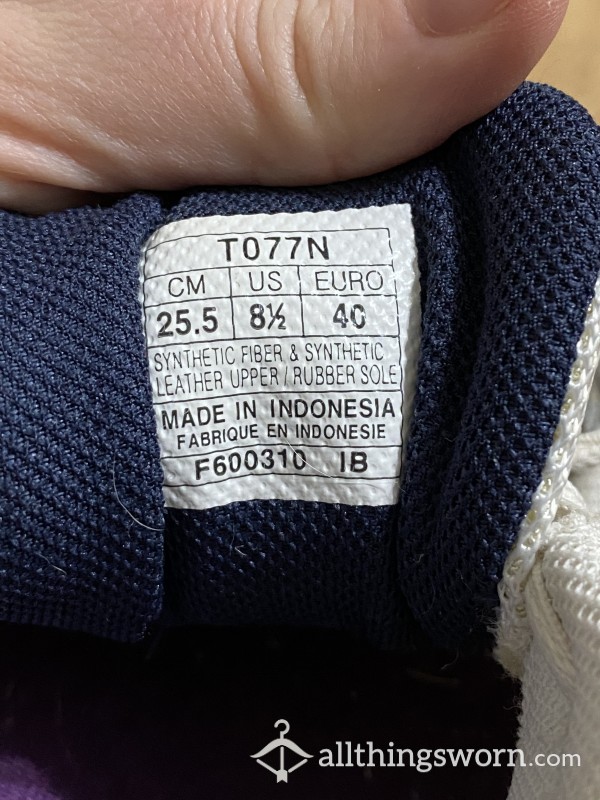 T077N
CM US EURO
25.5 8½ 40
SYNTHETIC FIBER & SYNTHETIC
LEATHER UPPER / RUBBER SOLE
MADE IN INDONESIA
FABRIQUE EN INDONESIE
F600310 IB
allthingsworn.com